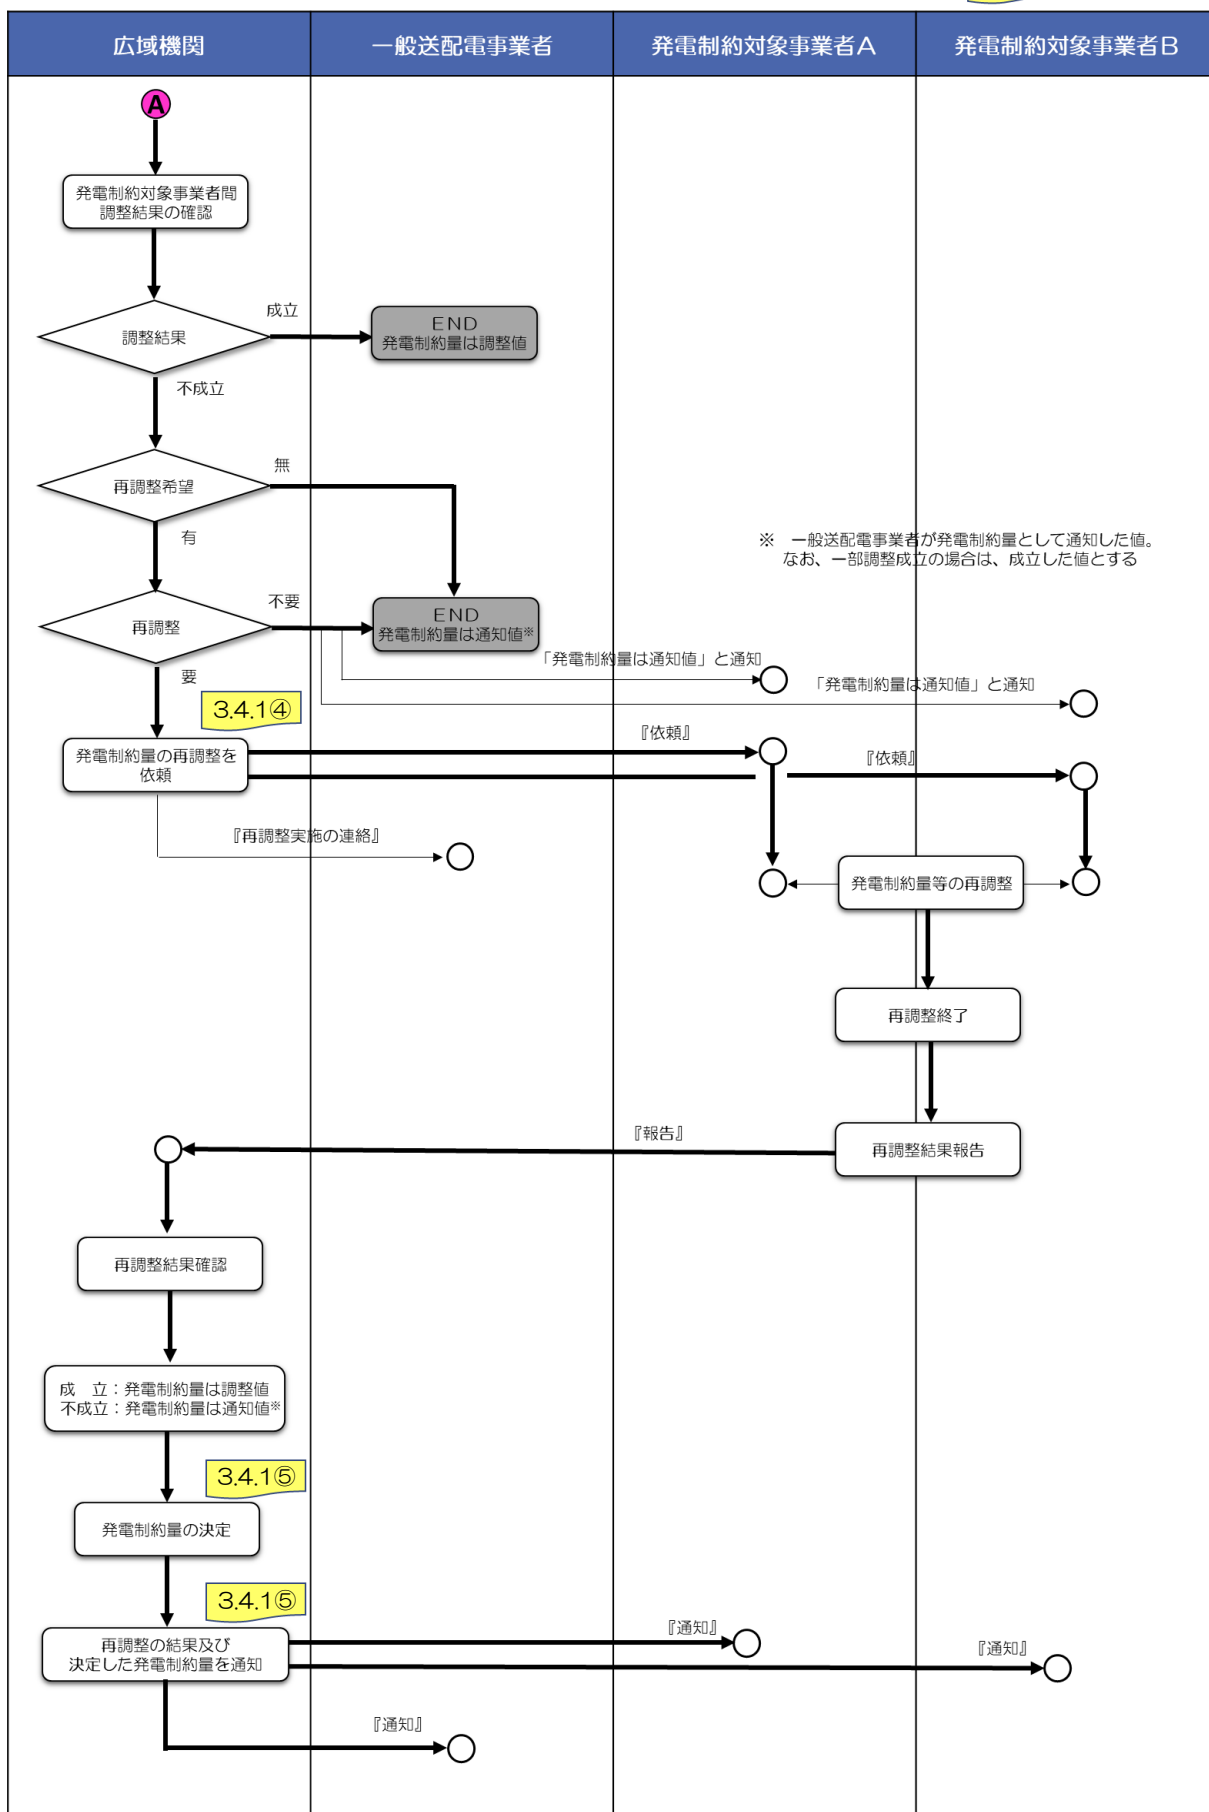 広域機関
一般送配電事業者
発電制約対象事業者A
発電制約対象事業者B
A
発電制約対象事業者間
調整結果の確認
調整結果
成立
END
発電制約量は調整値
不成立
再調整希望
無
有
※　一般送配電事業者が発電制約量として通知した値。
なお、一部調整成立の場合は、成立した値とする
再調整
不要
END
発電制約量は通知値※
「発電制約量は通知値」と通知
「発電制約量は通知値」と通知
要
3.4.1④
発電制約量の再調整を
依頼
『依頼』
『依頼』
『再調整実施の連絡』
発電制約量等の再調整
再調整終了
『報告』
再調整結果報告
再調整結果確認
成　立：発電制約量は調整値
不成立：発電制約量は通知値※
3.4.1⑤
発電制約量の決定
3.4.1⑤
再調整の結果及び
決定した発電制約量を通知
『通知』
『通知』
『通知』